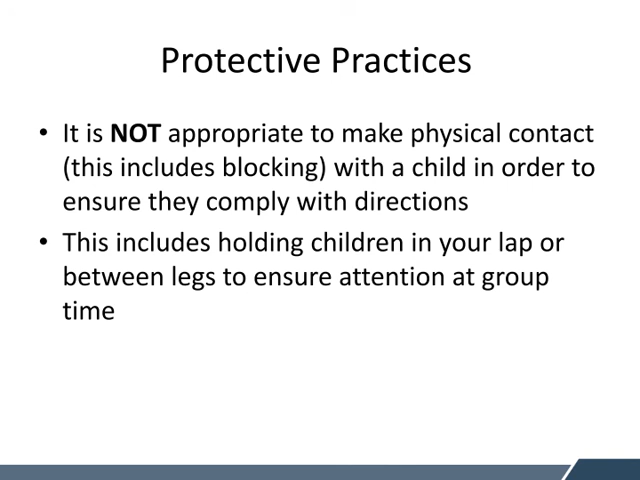 Protective Practices
• It is NOT appropriate to make physical contact
(this includes blocking) with a child in order to
ensure they comply with directions
• This includes holding children in your lap or
between legs to ensure attention at group
time